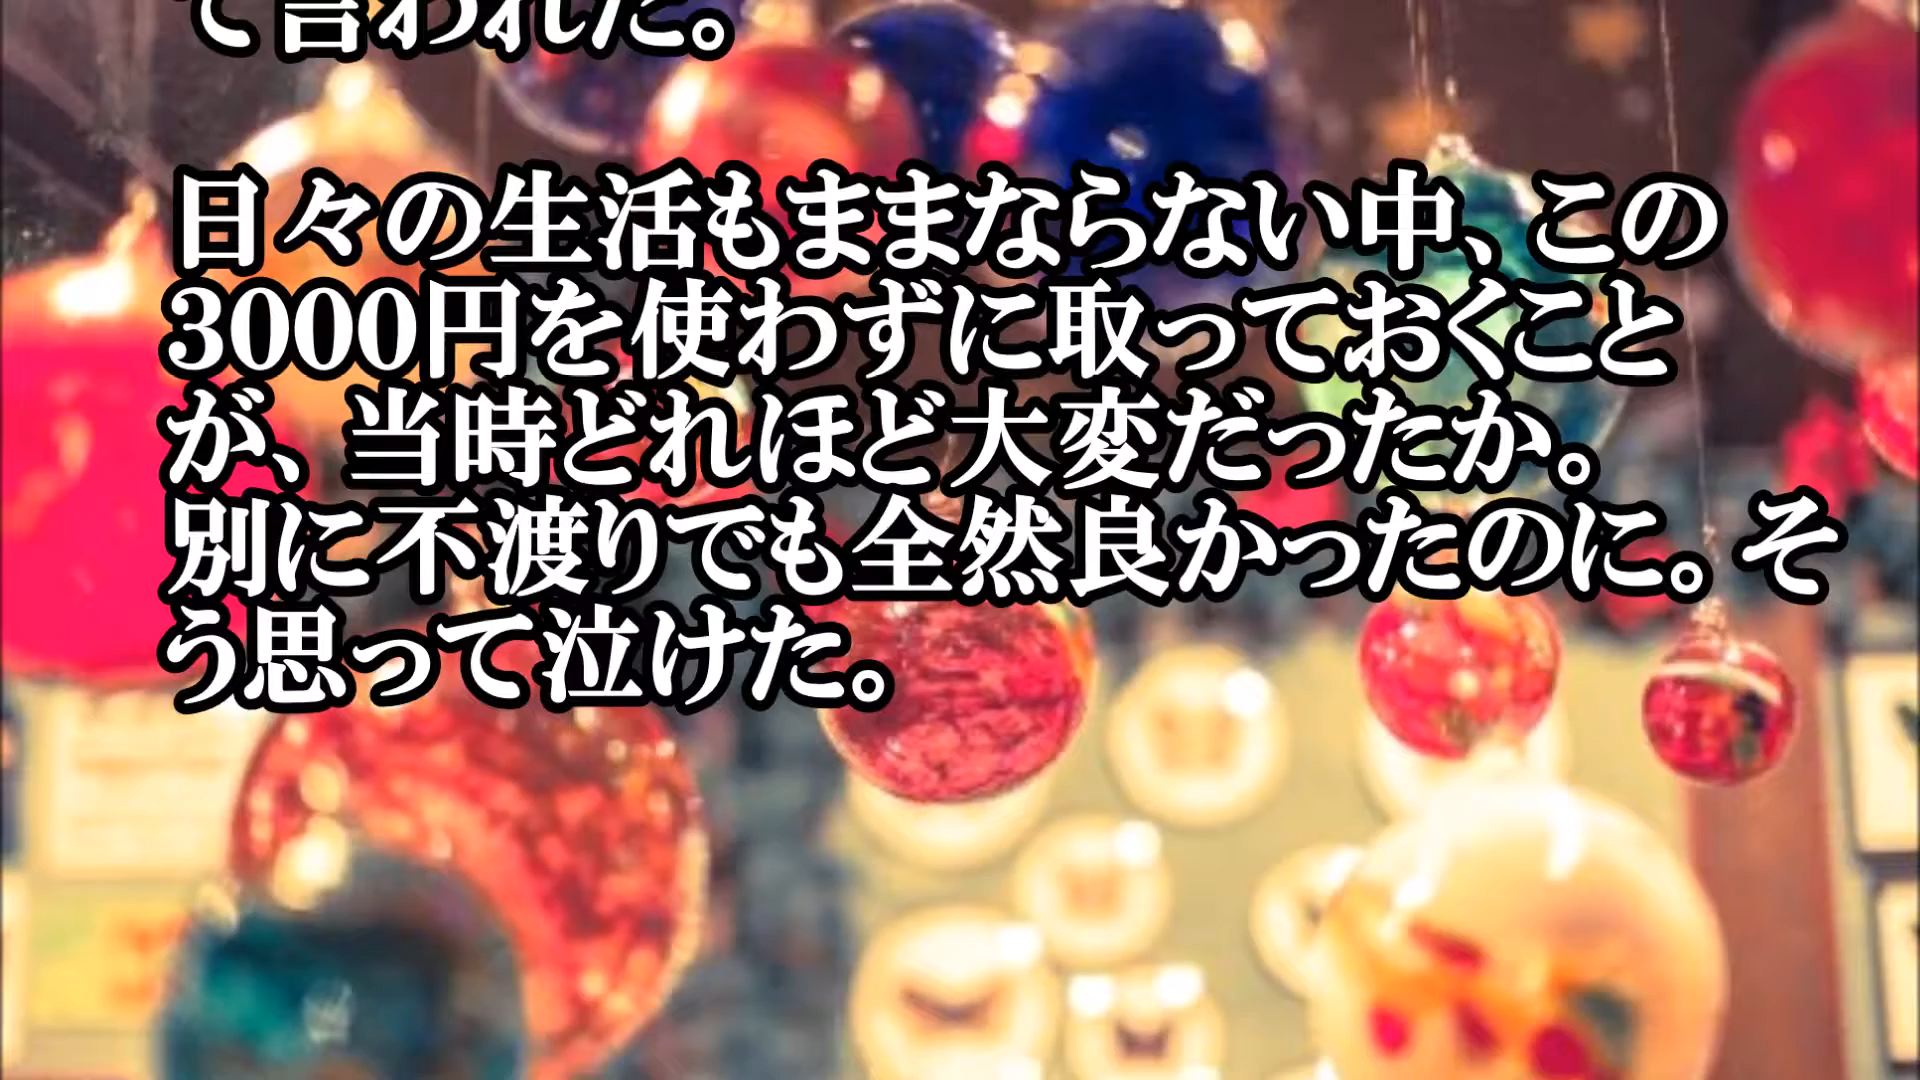 て言われた。
日々の生活もままならない中、この
3000円を使わずに取っておくこと
が、当時どれほど大変だったか。
別に不渡りでも全然良かったのに。そ
う思って泣けた。